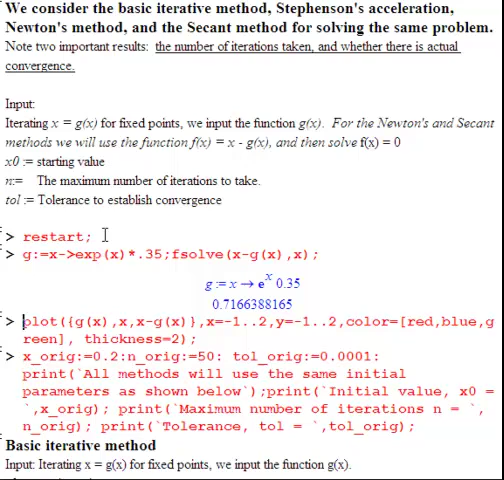 We consider the basic iterative method, Stephenson's acceleration,
Newton's method, and the Secant method for solving the same problem.
Note two important results: the number of iterations taken, and whether there is actual
convergence.
Input:
Iterating x = g(x) for fixed points, we input the function g(x). For the Newton's and Secant
methods we will use the function f(x) = x - g(x), and then solve f(x) = 0
x0 := starting value
n:= The maximum number of iterations to take.
tol := Tolerance to establish convergence
> restart;
> g:=x->exp(x)*.35;fsolve(x-g(x),x);
g := x → eˣ 0.35
0.7166388165
> plot({g(x),x,x-g(x)},x=-1..2,y=-1..2,color=[red,blue,g
reen], thickness=2);
> x_orig:=0.2:n_orig:=50: tol_orig:=0.0001:
print(`All methods will use the same initial
parameters as shown below`);print(`Initial value, x0 =
`,x_orig); print(`Maximum number of iterations n = `,
n_orig); print(`Tolerance, tol = `,tol_orig);
Basic iterative method
Input: Iterating x = g(x) for fixed points, we input the function g(x).